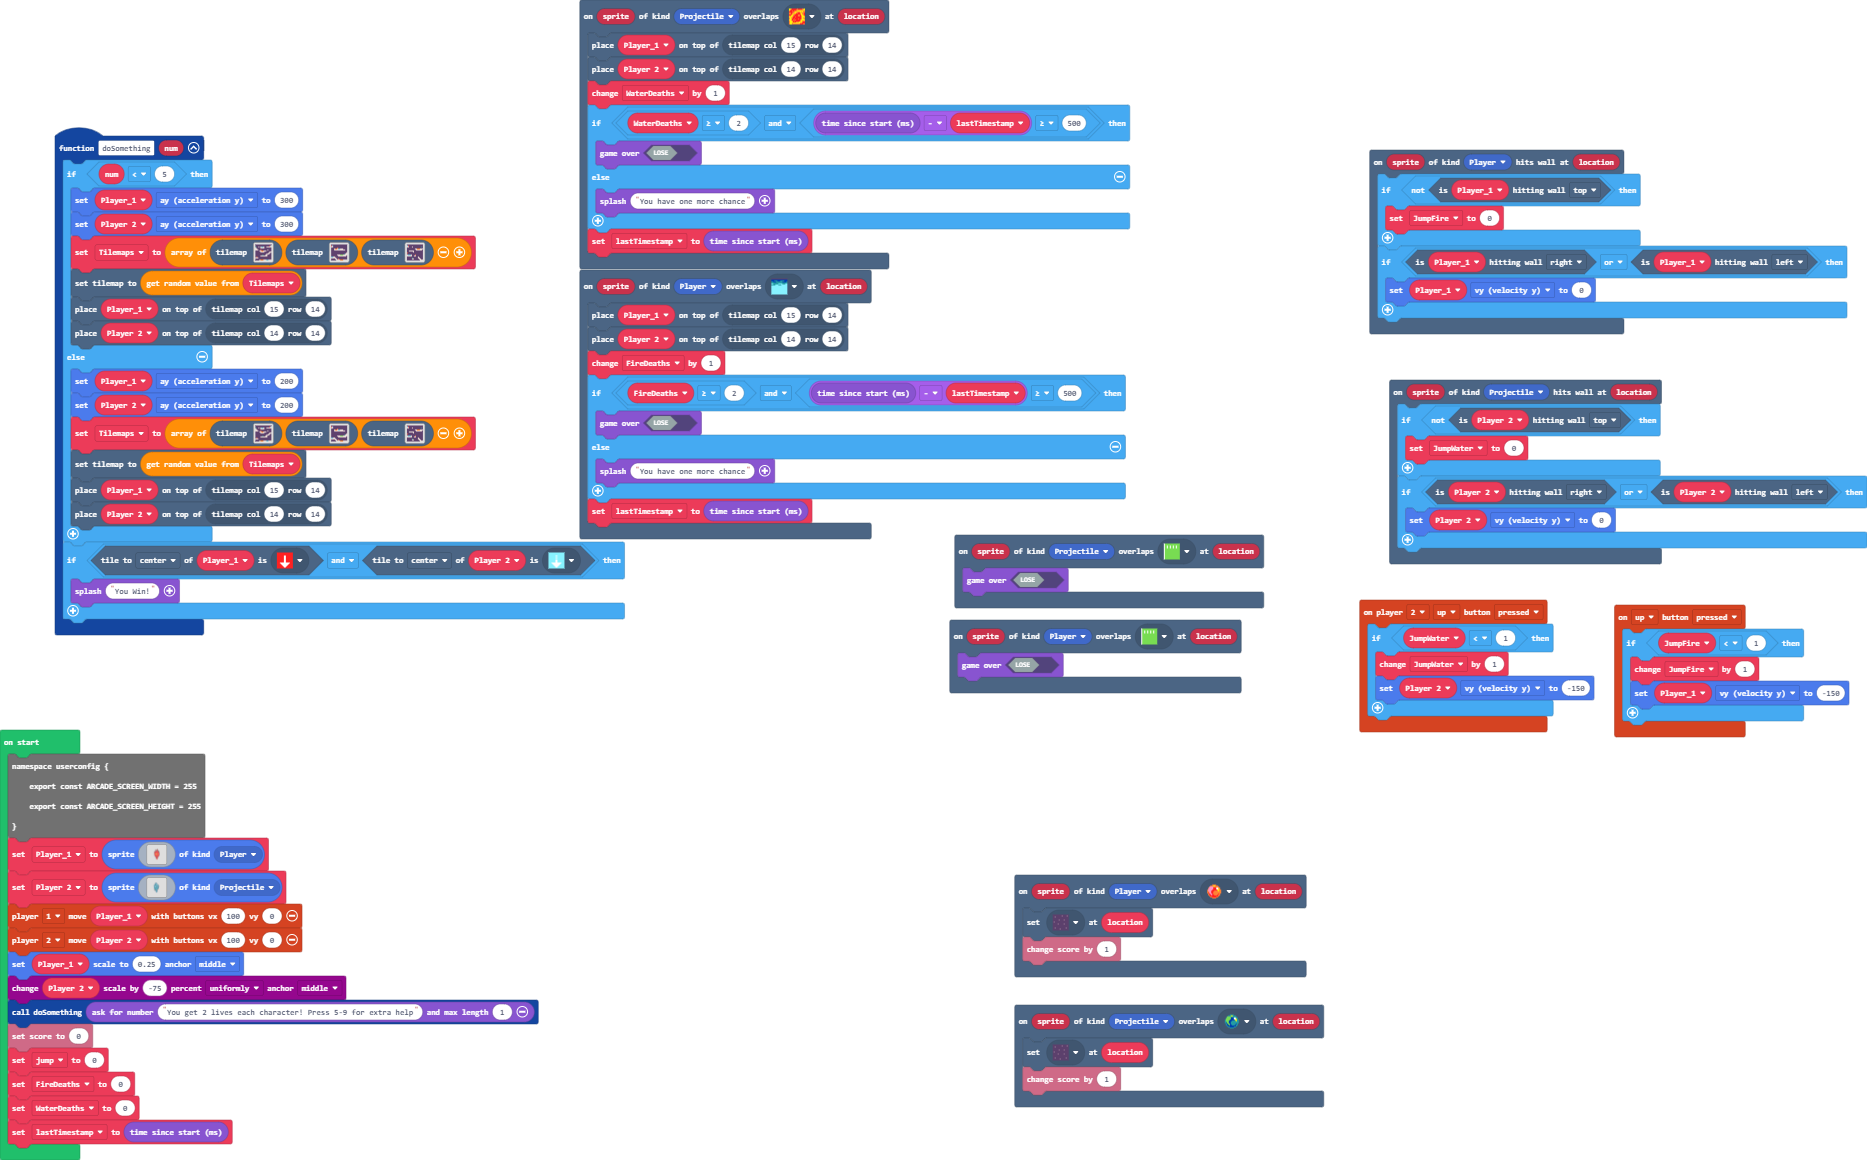 function doSomething num
if num < 5 then
set Player_1 ay (acceleration y) to 300
set Player 2 ay (acceleration y) to 300
set Tilemaps to array of tilemap tilemap tilemap
set tilemap to get random value from Tilemaps
place Player_1 on top of tilemap col 15 row 14
place Player 2 on top of tilemap col 14 row 14
else
set Player_1 ay (acceleration y) to 200
set Player 2 ay (acceleration y) to 200
set Tilemaps to array of tilemap tilemap tilemap
set tilemap to get random value from Tilemaps
place Player_1 on top of tilemap col 15 row 14
place Player 2 on top of tilemap col 14 row 14
if tile to center of Player_1 is and tile to center of Player 2 is then
splash "You Win!"
on sprite of kind Projectile overlaps at location
place Player_1 on top of tilemap col 15 row 14
place Player 2 on top of tilemap col 14 row 14
change WaterDeaths by 1
if WaterDeaths ≥ 2 and time since start (ms) - lastTimestamp ≥ 500 then
game over LOSE
else
splash "You have one more chance"
set lastTimestamp to time since start (ms)
on sprite of kind Player overlaps at location
place Player_1 on top of tilemap col 15 row 14
place Player 2 on top of tilemap col 14 row 14
change FireDeaths by 1
if FireDeaths ≥ 2 and time since start (ms) - lastTimestamp ≥ 500 then
game over LOSE
else
splash "You have one more chance"
set lastTimestamp to time since start (ms)
on sprite of kind Projectile overlaps at location
game over LOSE
on sprite of kind Player overlaps at location
game over LOSE
on sprite of kind Player hits wall at location
if not is Player_1 hitting wall top then
set JumpFire to 0
if is Player_1 hitting wall right or is Player_1 hitting wall left then
set Player_1 vy (velocity y) to 0
on sprite of kind Projectile hits wall at location
if not is Player 2 hitting wall top then
set JumpWater to 0
if is Player 2 hitting wall right or is Player 2 hitting wall left then
set Player 2 vy (velocity y) to 0
on player 2 up button pressed
if JumpWater < 1 then
change JumpWater by 1
set Player 2 vy (velocity y) to -150
on up button pressed
if JumpFire < 1 then
change JumpFire by 1
set Player_1 vy (velocity y) to -150
on start
namespace userconfig {
export const ARCADE_SCREEN_WIDTH = 255
export const ARCADE_SCREEN_HEIGHT = 255
}
set Player_1 to sprite of kind Player
set Player 2 to sprite of kind Projectile
player 1 move Player_1 with buttons vx 100 vy 0
player 2 move Player 2 with buttons vx 100 vy 0
set Player_1 scale to 0.25 anchor middle
change Player 2 scale by -75 percent uniformly anchor middle
call doSomething ask for number "You get 2 lives each character! Press 5-9 for extra help" and max length 1
set score to 0
set jump to 0
set FireDeaths to 0
set WaterDeaths to 0
set lastTimestamp to time since start (ms)
on sprite of kind Player overlaps at location
set at location
change score by 1
on sprite of kind Projectile overlaps at location
set at location
change score by 1